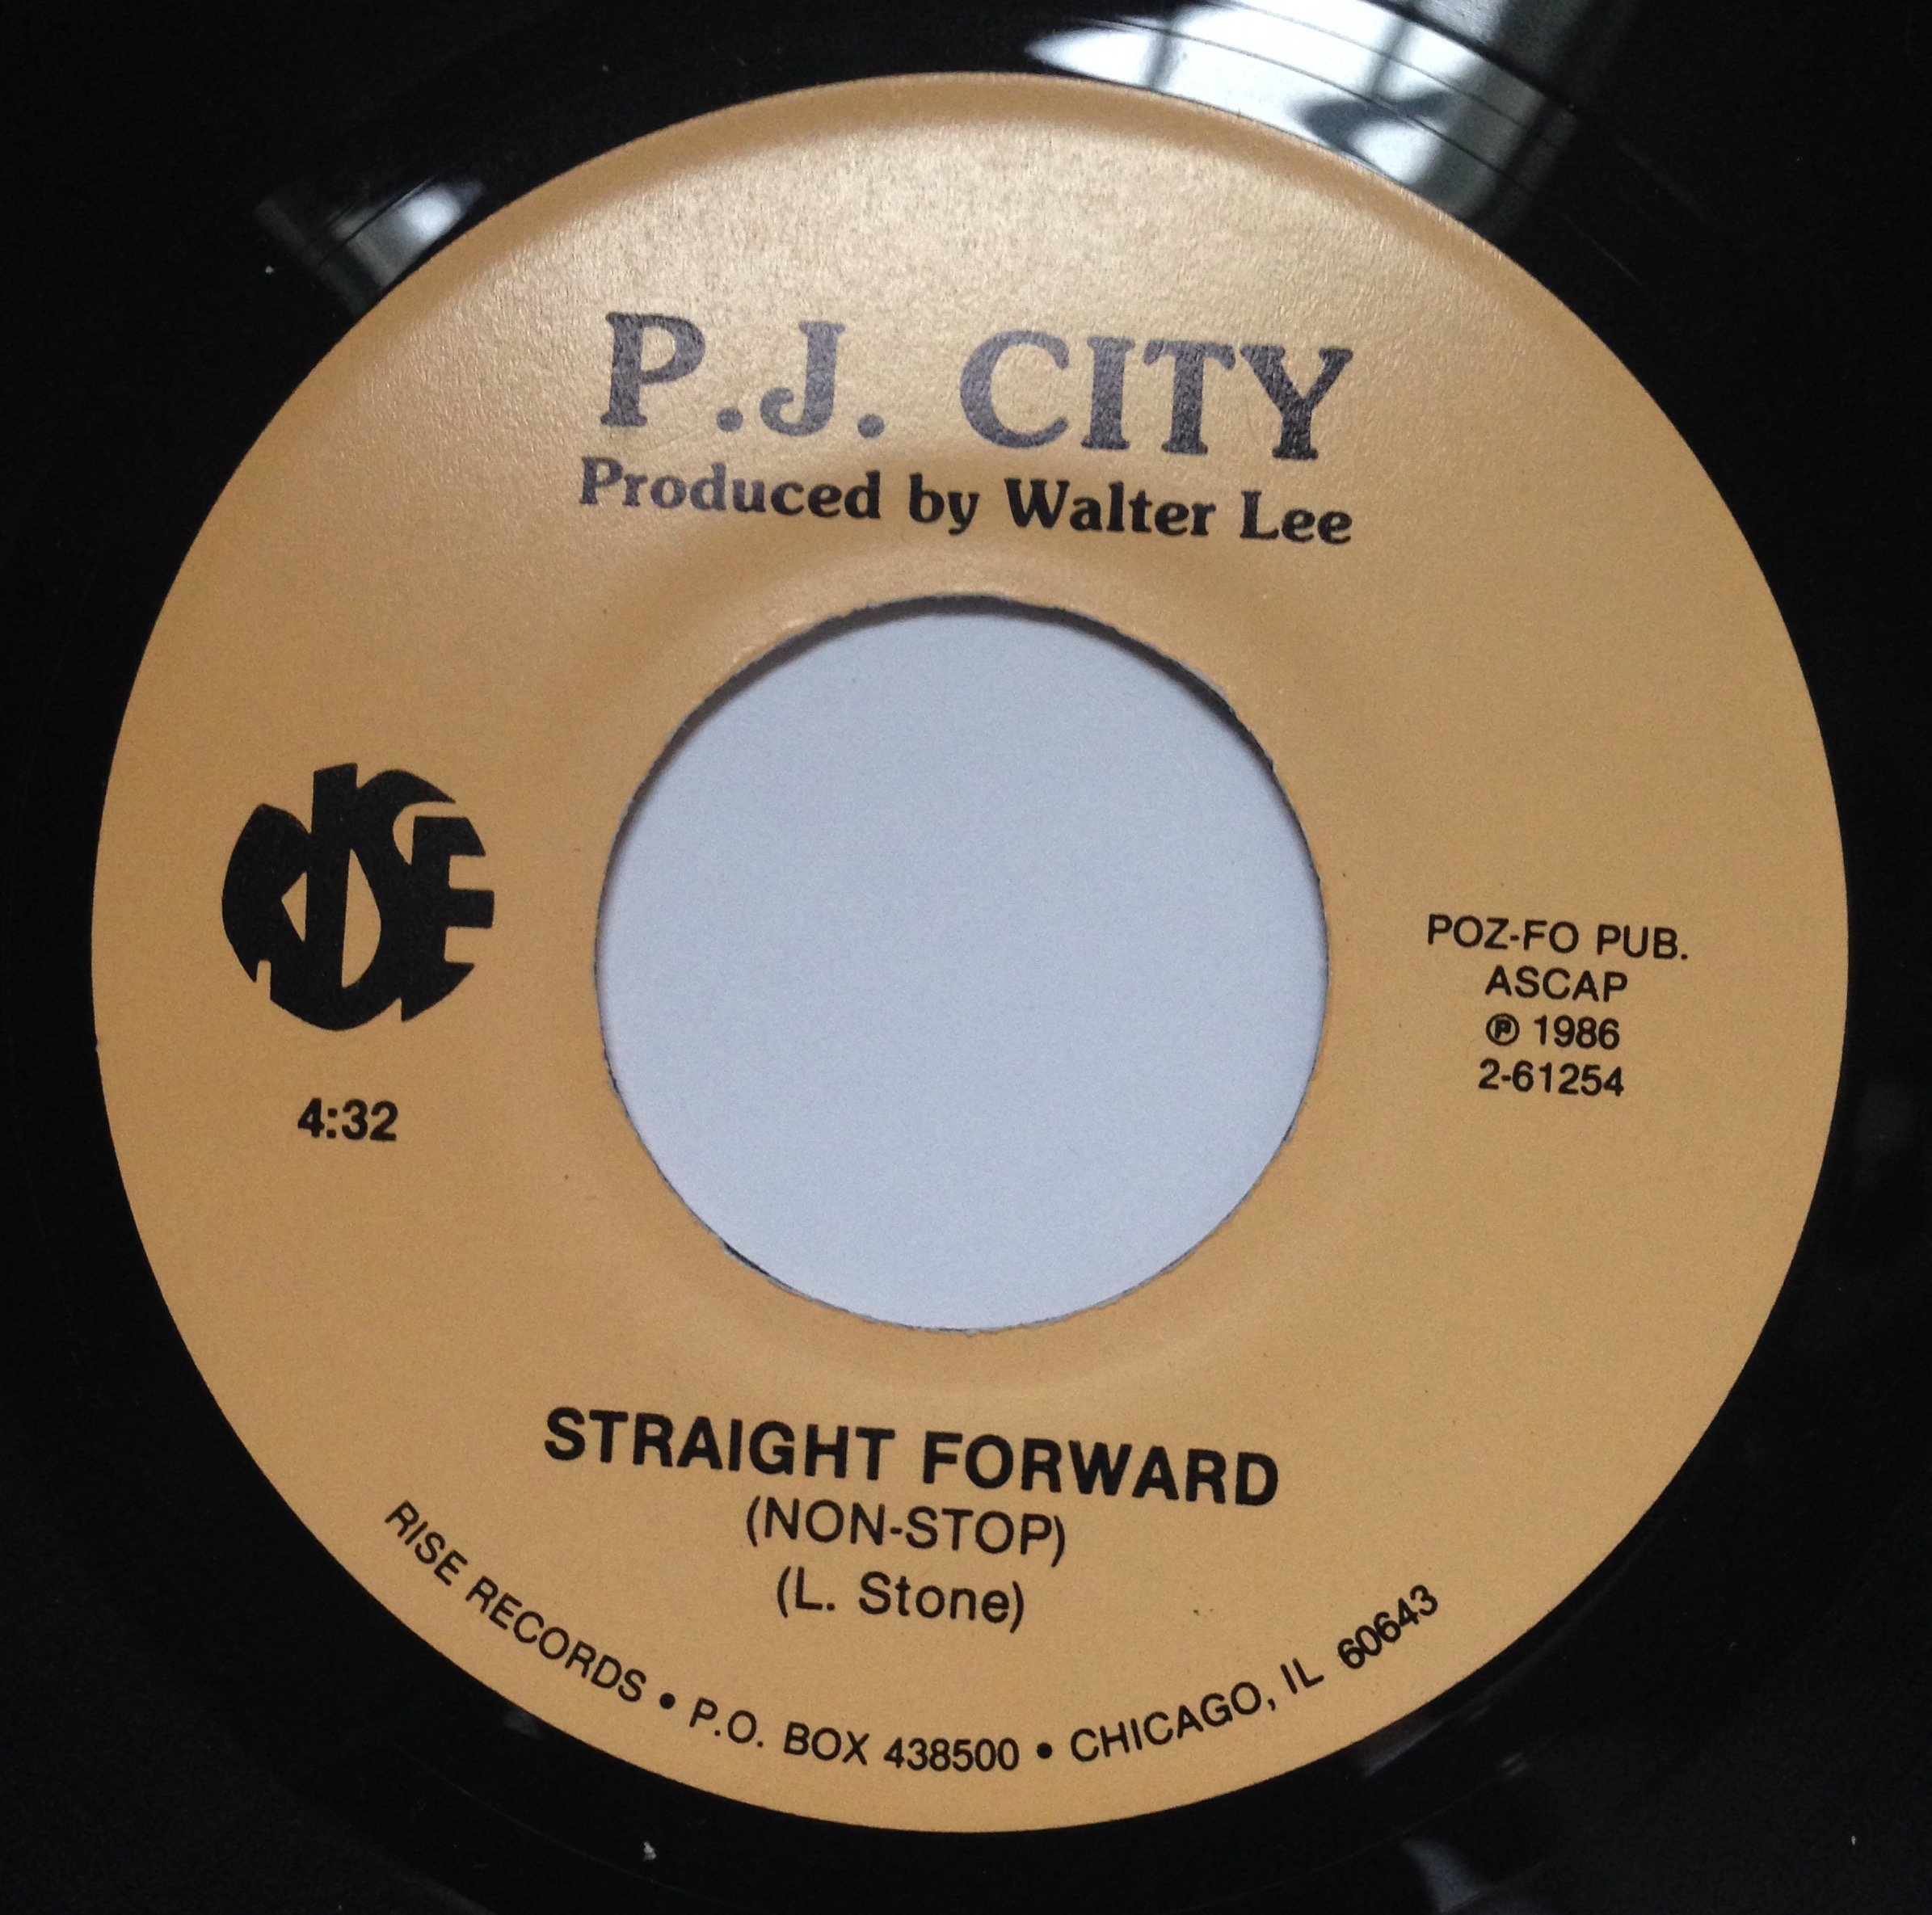 P.J. CITY
Produced by Walter Lee
RISE
4:32
POZ-FO PUB.
ASCAP
℗ 1986
2-61254
STRAIGHT FORWARD
(NON-STOP)
(L. Stone)
RISE RECORDS • P.O. BOX 438500 • CHICAGO, IL 60643